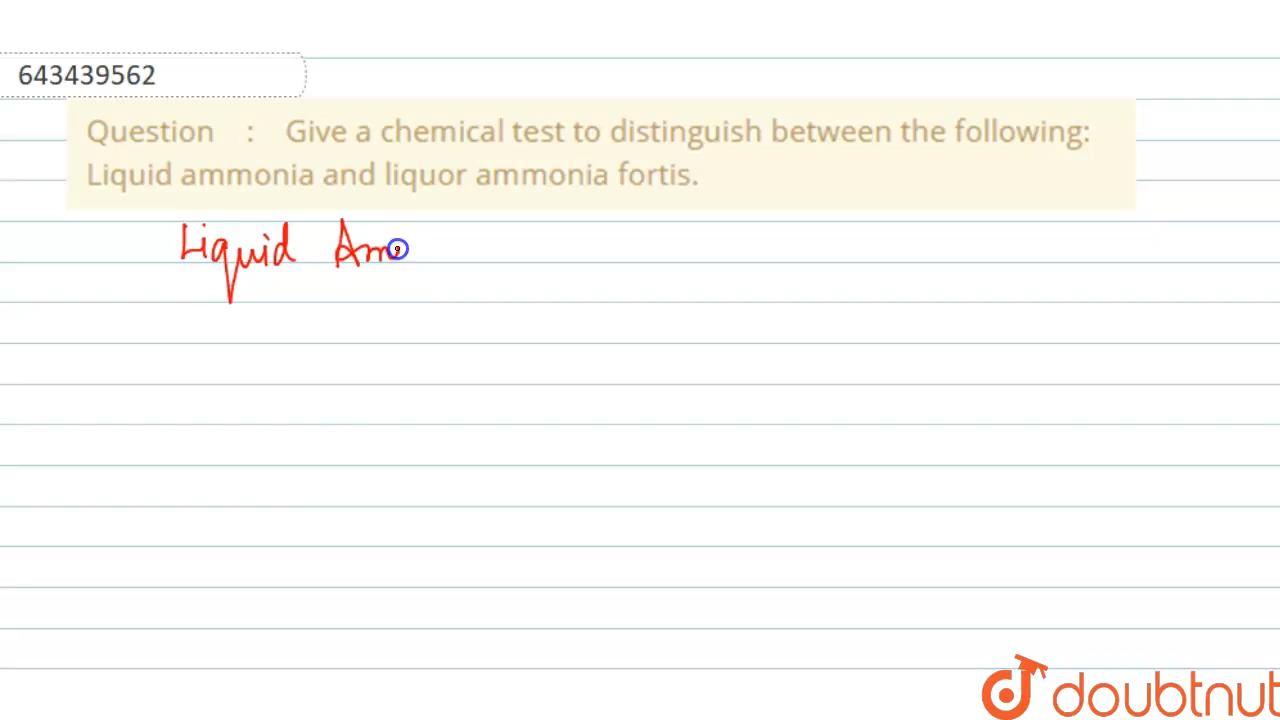 643439562
Question : Give a chemical test to distinguish between the following:
Liquid ammonia and liquor ammonia fortis.
Liquid Am
doubtnut